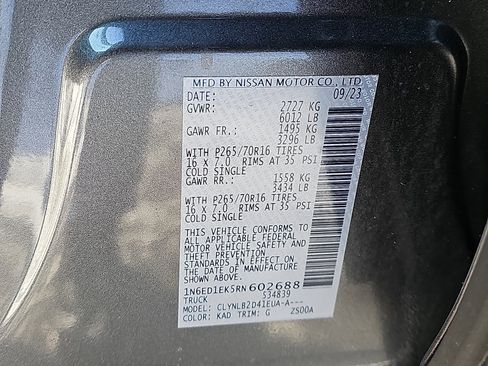 MFD BY NISSAN MOTOR CO., LTD.
DATE: 09/23
GVWR: 2727 KG
6012 LB
GAWR FR.: 1495 KG
3296 LB
WITH P265/70R16 TIRES
16 x 7.0 RIMS AT 35 PSI
COLD SINGLE
GAWR RR.: 1558 KG
3434 LB
WITH P265/70R16 TIRES
16 x 7.0 RIMS AT 35 PSI
COLD SINGLE
THIS VEHICLE CONFORMS TO
ALL APPLICABLE FEDERAL
MOTOR VEHICLE SAFETY
AND THEFT PREVENTION
STANDARDS IN EFFECT ON
THE DATE OF MANUFACTURE
SHOWN ABOVE.
1N6ED1EK5RN602688
TRUCK 534839
MODEL: CLYNLB2D41EUA-A---
COLOR: KAD TRIM: G ZS00A